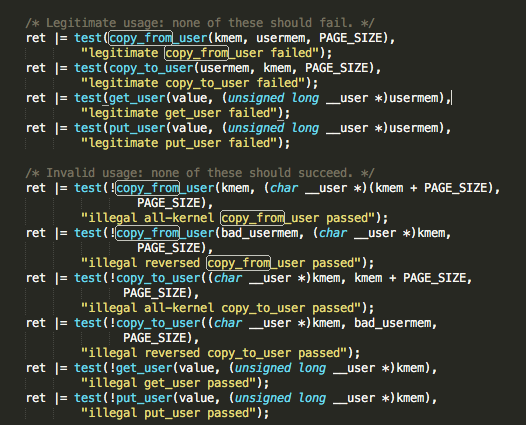 /* Legitimate usage: none of these should fail. */
ret |= test(copy_from_user(kmem, usermem, PAGE_SIZE),
"legitimate copy_from_user failed");
ret |= test(copy_to_user(usermem, kmem, PAGE_SIZE),
"legitimate copy_to_user failed");
ret |= test(get_user(value, (unsigned long __user *)usermem),
"legitimate get_user failed");
ret |= test(put_user(value, (unsigned long __user *)usermem),
"legitimate put_user failed");
/* Invalid usage: none of these should succeed. */
ret |= test(!copy_from_user(kmem, (char __user *)(kmem + PAGE_SIZE),
PAGE_SIZE),
"illegal all-kernel copy_from_user passed");
ret |= test(!copy_from_user(bad_usermem, (char __user *)kmem,
PAGE_SIZE),
"illegal reversed copy_from_user passed");
ret |= test(!copy_to_user((char __user *)kmem, kmem + PAGE_SIZE,
PAGE_SIZE),
"illegal all-kernel copy_to_user passed");
ret |= test(!copy_to_user((char __user *)kmem, bad_usermem,
PAGE_SIZE),
"illegal reversed copy_to_user passed");
ret |= test(!get_user(value, (unsigned long __user *)kmem),
"illegal get_user passed");
ret |= test(!put_user(value, (unsigned long __user *)kmem),
"illegal put_user passed");